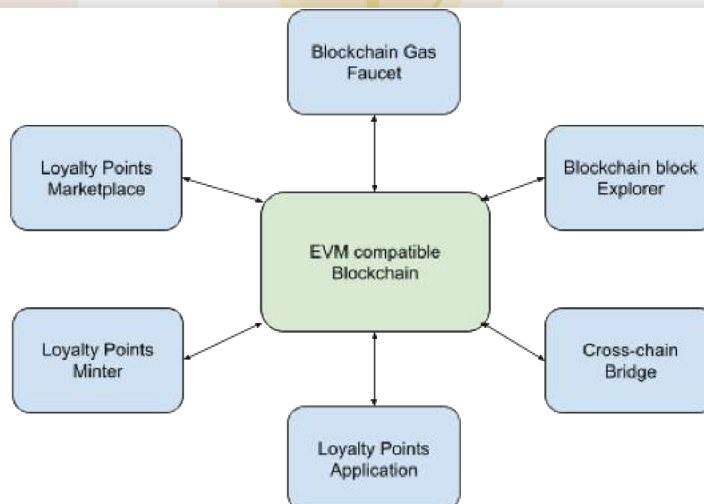 Blockchain Gas
Faucet
Loyalty Points
Marketplace
Blockchain block
Explorer
EVM compatible
Blockchain
Loyalty Points
Minter
Cross-chain
Bridge
Loyalty Points
Application